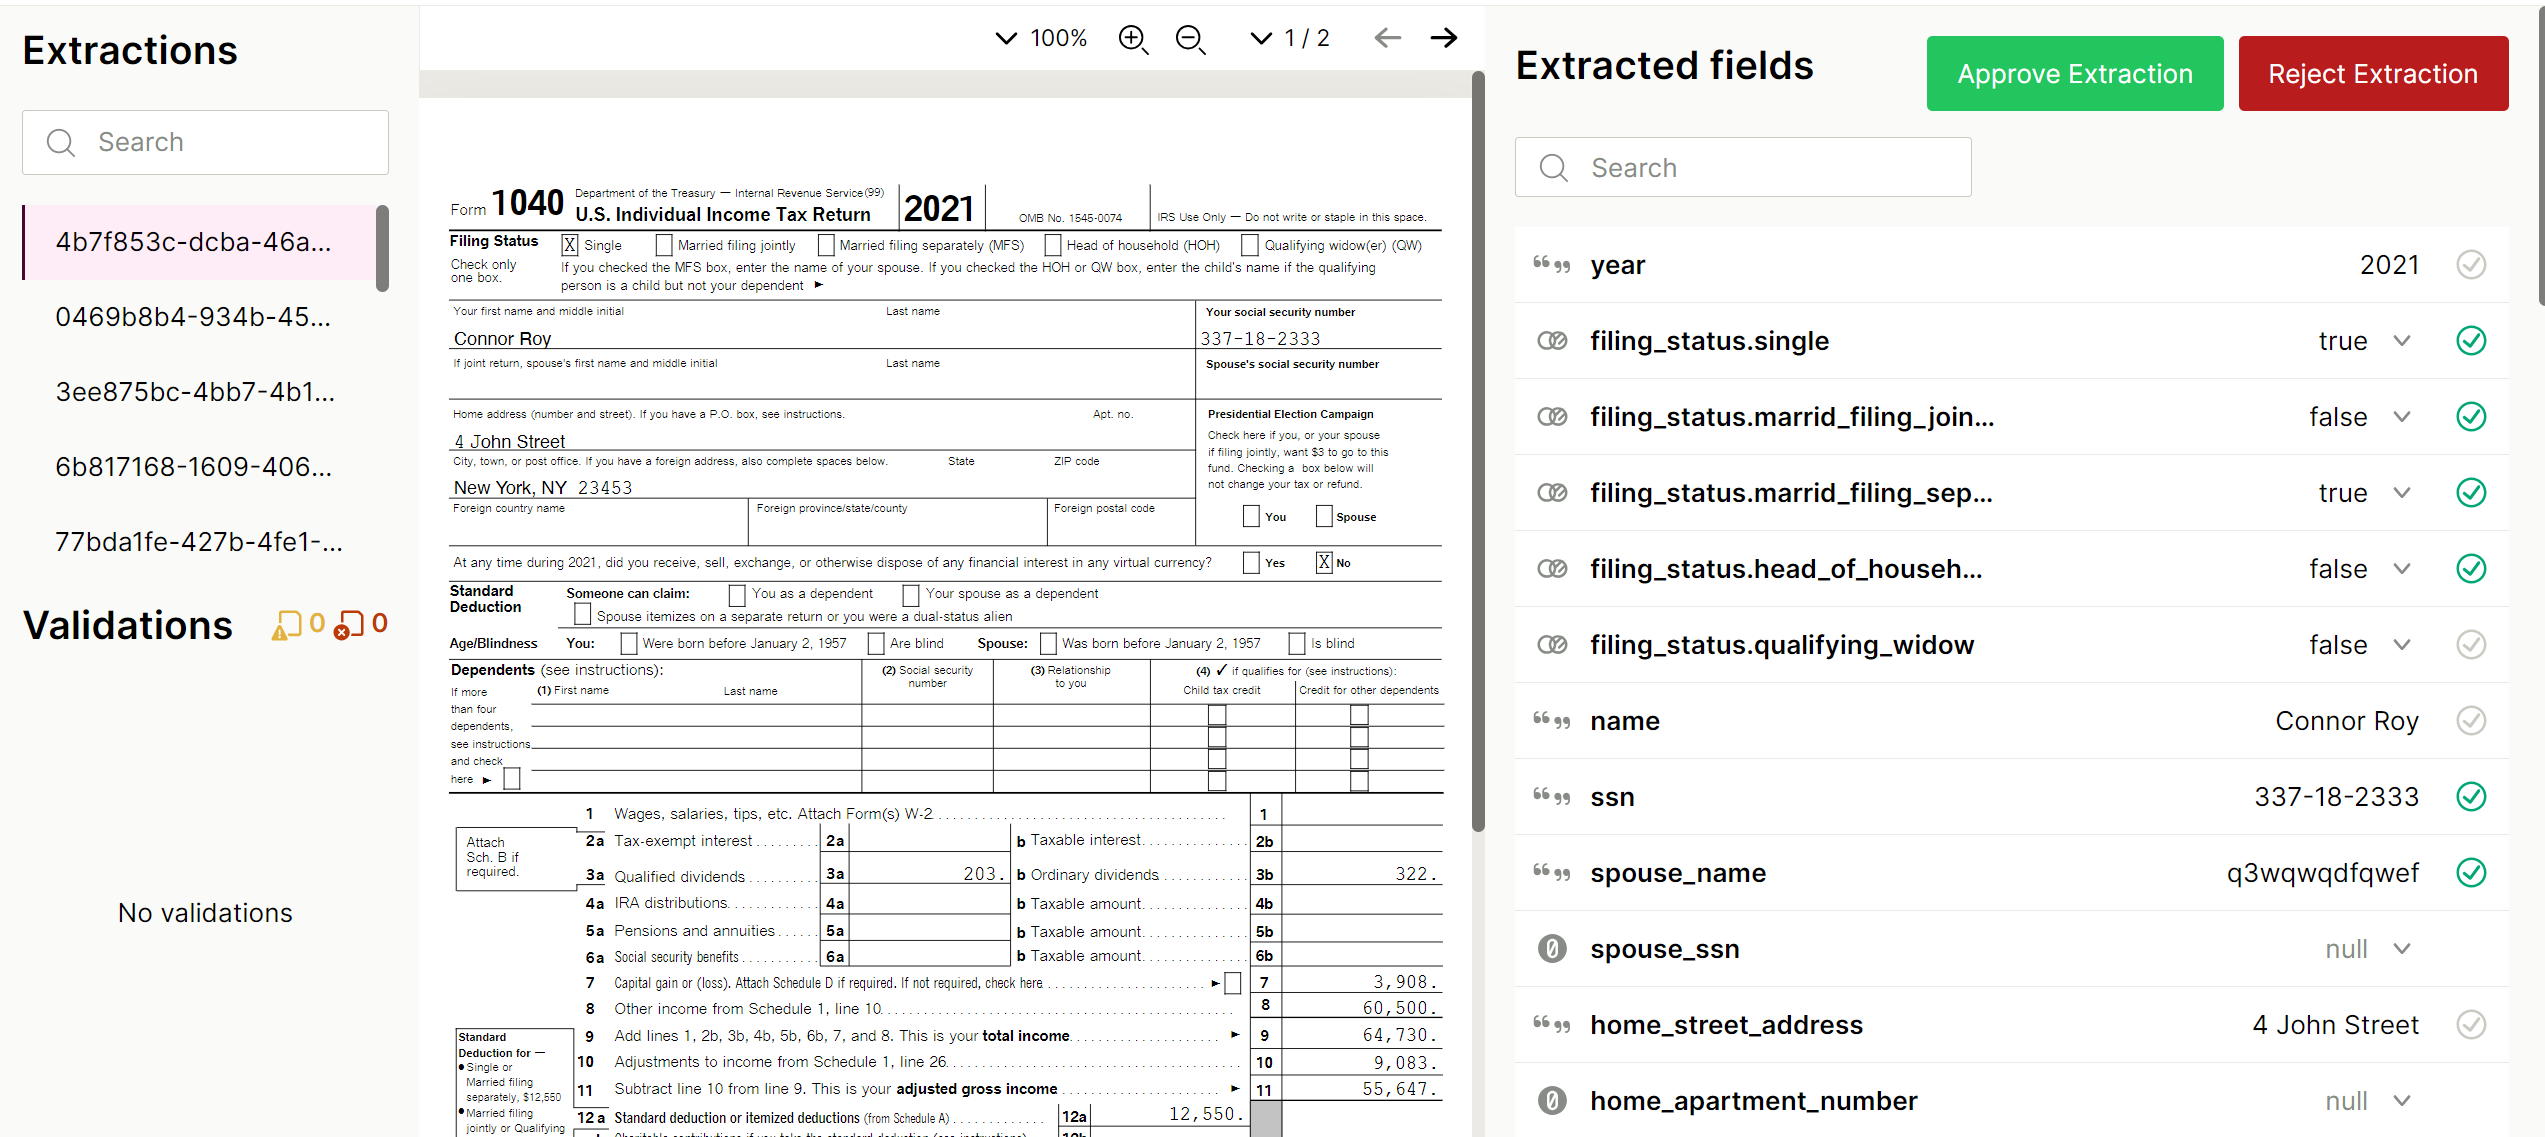 Extractions
Search
4b7f853c-dcba-46a...
0469b8b4-934b-45...
3ee875bc-4bb7-4b1...
6b817168-1609-406...
77bda1fe-427b-4fe1-...
Validations 0 0
No validations
100% 1 / 2
Form 1040 Department of the Treasury — Internal Revenue Service (99)
U.S. Individual Income Tax Return 2021 OMB No. 1545-0074 IRS Use Only — Do not write or staple in this space.
Filing Status X Single Married filing jointly Married filing separately (MFS) Head of household (HOH) Qualifying widow(er) (QW)
Check only
one box.
If you checked the MFS box, enter the name of your spouse. If you checked the HOH or QW box, enter the child's name if the qualifying
person is a child but not your dependent ►
Your first name and middle initial Last name Your social security number
Connor Roy 337-18-2333
If joint return, spouse's first name and middle initial Last name Spouse's social security number
Home address (number and street). If you have a P.O. box, see instructions. Apt. no.
4 John Street
City, town, or post office. If you have a foreign address, also complete spaces below. State ZIP code
New York, NY 23453
Foreign country name Foreign province/state/county Foreign postal code
Presidential Election Campaign
Check here if you, or your spouse
if filing jointly, want $3 to go to this
fund. Checking a box below will
not change your tax or refund.
You Spouse
At any time during 2021, did you receive, sell, exchange, or otherwise dispose of any financial interest in any virtual currency? Yes X No
Standard
Deduction
Someone can claim: You as a dependent Your spouse as a dependent
Spouse itemizes on a separate return or you were a dual-status alien
Age/Blindness You: Were born before January 2, 1957 Are blind Spouse: Was born before January 2, 1957 Is blind
Dependents (see instructions): (2) Social security number (3) Relationship to you (4) ✓ if qualifies for (see instructions):
(1) First name Last name Child tax credit Credit for other dependents
If more
than four
dependents,
see instructions
and check
here ►
1 Wages, salaries, tips, etc. Attach Form(s) W-2 1
Attach
Sch. B if
required.
2a Tax-exempt interest 2a b Taxable interest 2b
3a Qualified dividends 3a 203. b Ordinary dividends 3b 322.
4a IRA distributions 4a b Taxable amount 4b
5a Pensions and annuities 5a b Taxable amount 5b
6a Social security benefits 6a b Taxable amount 6b
7 Capital gain or (loss). Attach Schedule D if required. If not required, check here ► 7 3,908.
8 Other income from Schedule 1, line 10 8 60,500.
9 Add lines 1, 2b, 3b, 4b, 5b, 6b, 7, and 8. This is your total income ► 9 64,730.
10 Adjustments to income from Schedule 1, line 26 10 9,083.
11 Subtract line 10 from line 9. This is your adjusted gross income ► 11 55,647.
12a Standard deduction or itemized deductions (from Schedule A) 12a 12,550.
Standard
Deduction for —
● Single or
Married filing
separately, $12,550
● Married filing
jointly or Qualifying
Extracted fields
Approve Extraction
Reject Extraction
Search
year 2021
filing_status.single true
filing_status.marrid_filing_join... false
filing_status.marrid_filing_sep... true
filing_status.head_of_househ... false
filing_status.qualifying_widow false
name Connor Roy
ssn 337-18-2333
spouse_name q3wqwqdfqwef
spouse_ssn null
home_street_address 4 John Street
home_apartment_number null